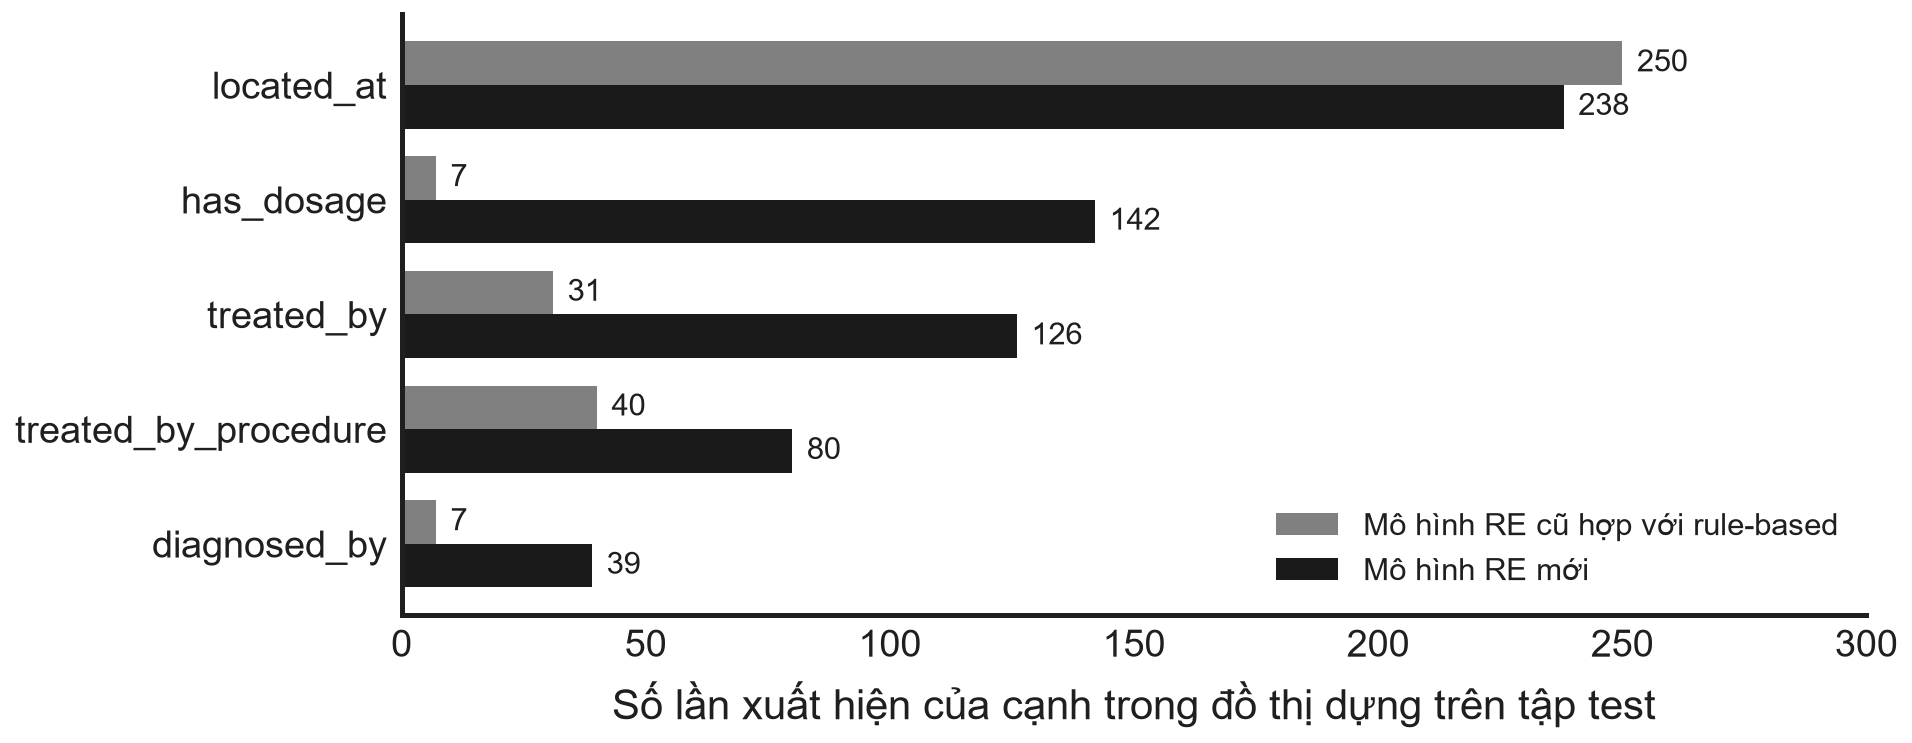 located_at
250
238
has_dosage
7
142
treated_by
31
126
treated_by_procedure
40
80
diagnosed_by
7
39
Mô hình RE cũ hợp với rule-based
Mô hình RE mới
0 50 100 150 200 250 300
Số lần xuất hiện của cạnh trong đồ thị dựng trên tập test